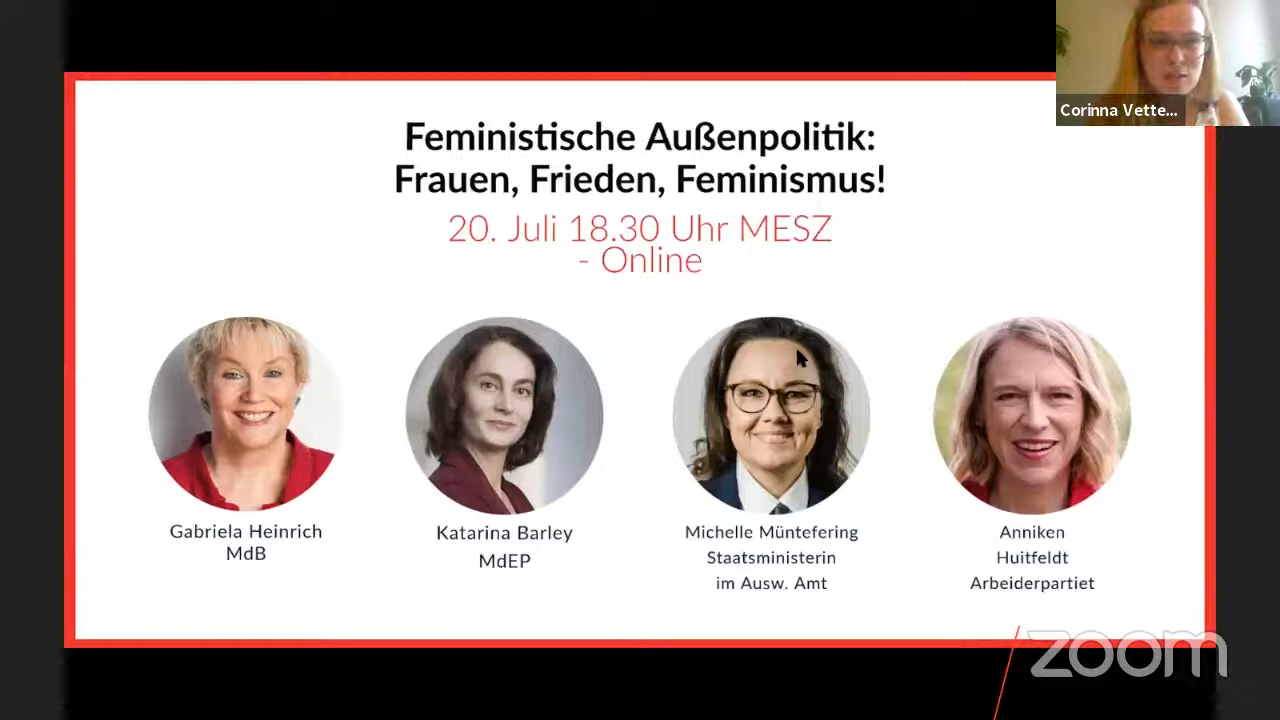 Feministische Außenpolitik:
Frauen, Frieden, Feminismus!
20. Juli 18.30 Uhr MESZ
- Online
Corinna Vette...
Gabriela Heinrich
MdB
Katarina Barley
MdEP
Michelle Müntefering
Staatsministerin
im Ausw. Amt
Anniken
Huitfeldt
Arbeiderpartiet
zoom